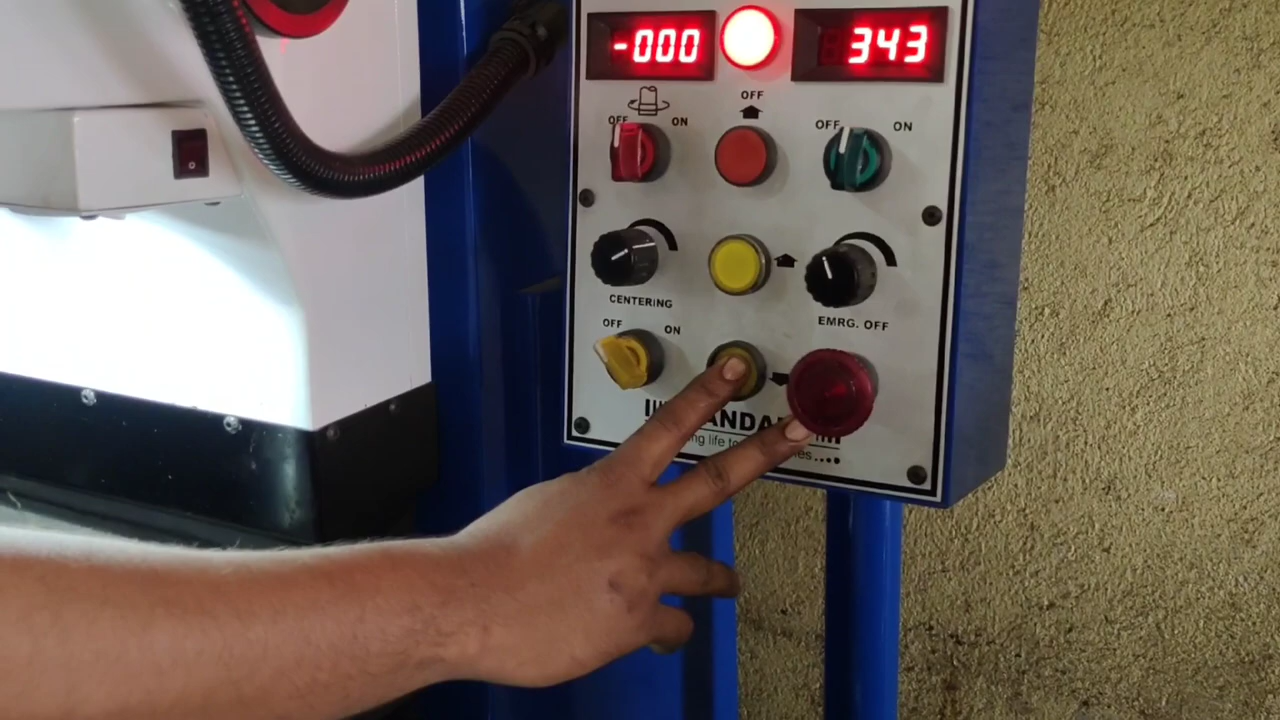 -000 343
OFF
OFF ON OFF ON
CENTERING
EMRG. OFF
OFF ON